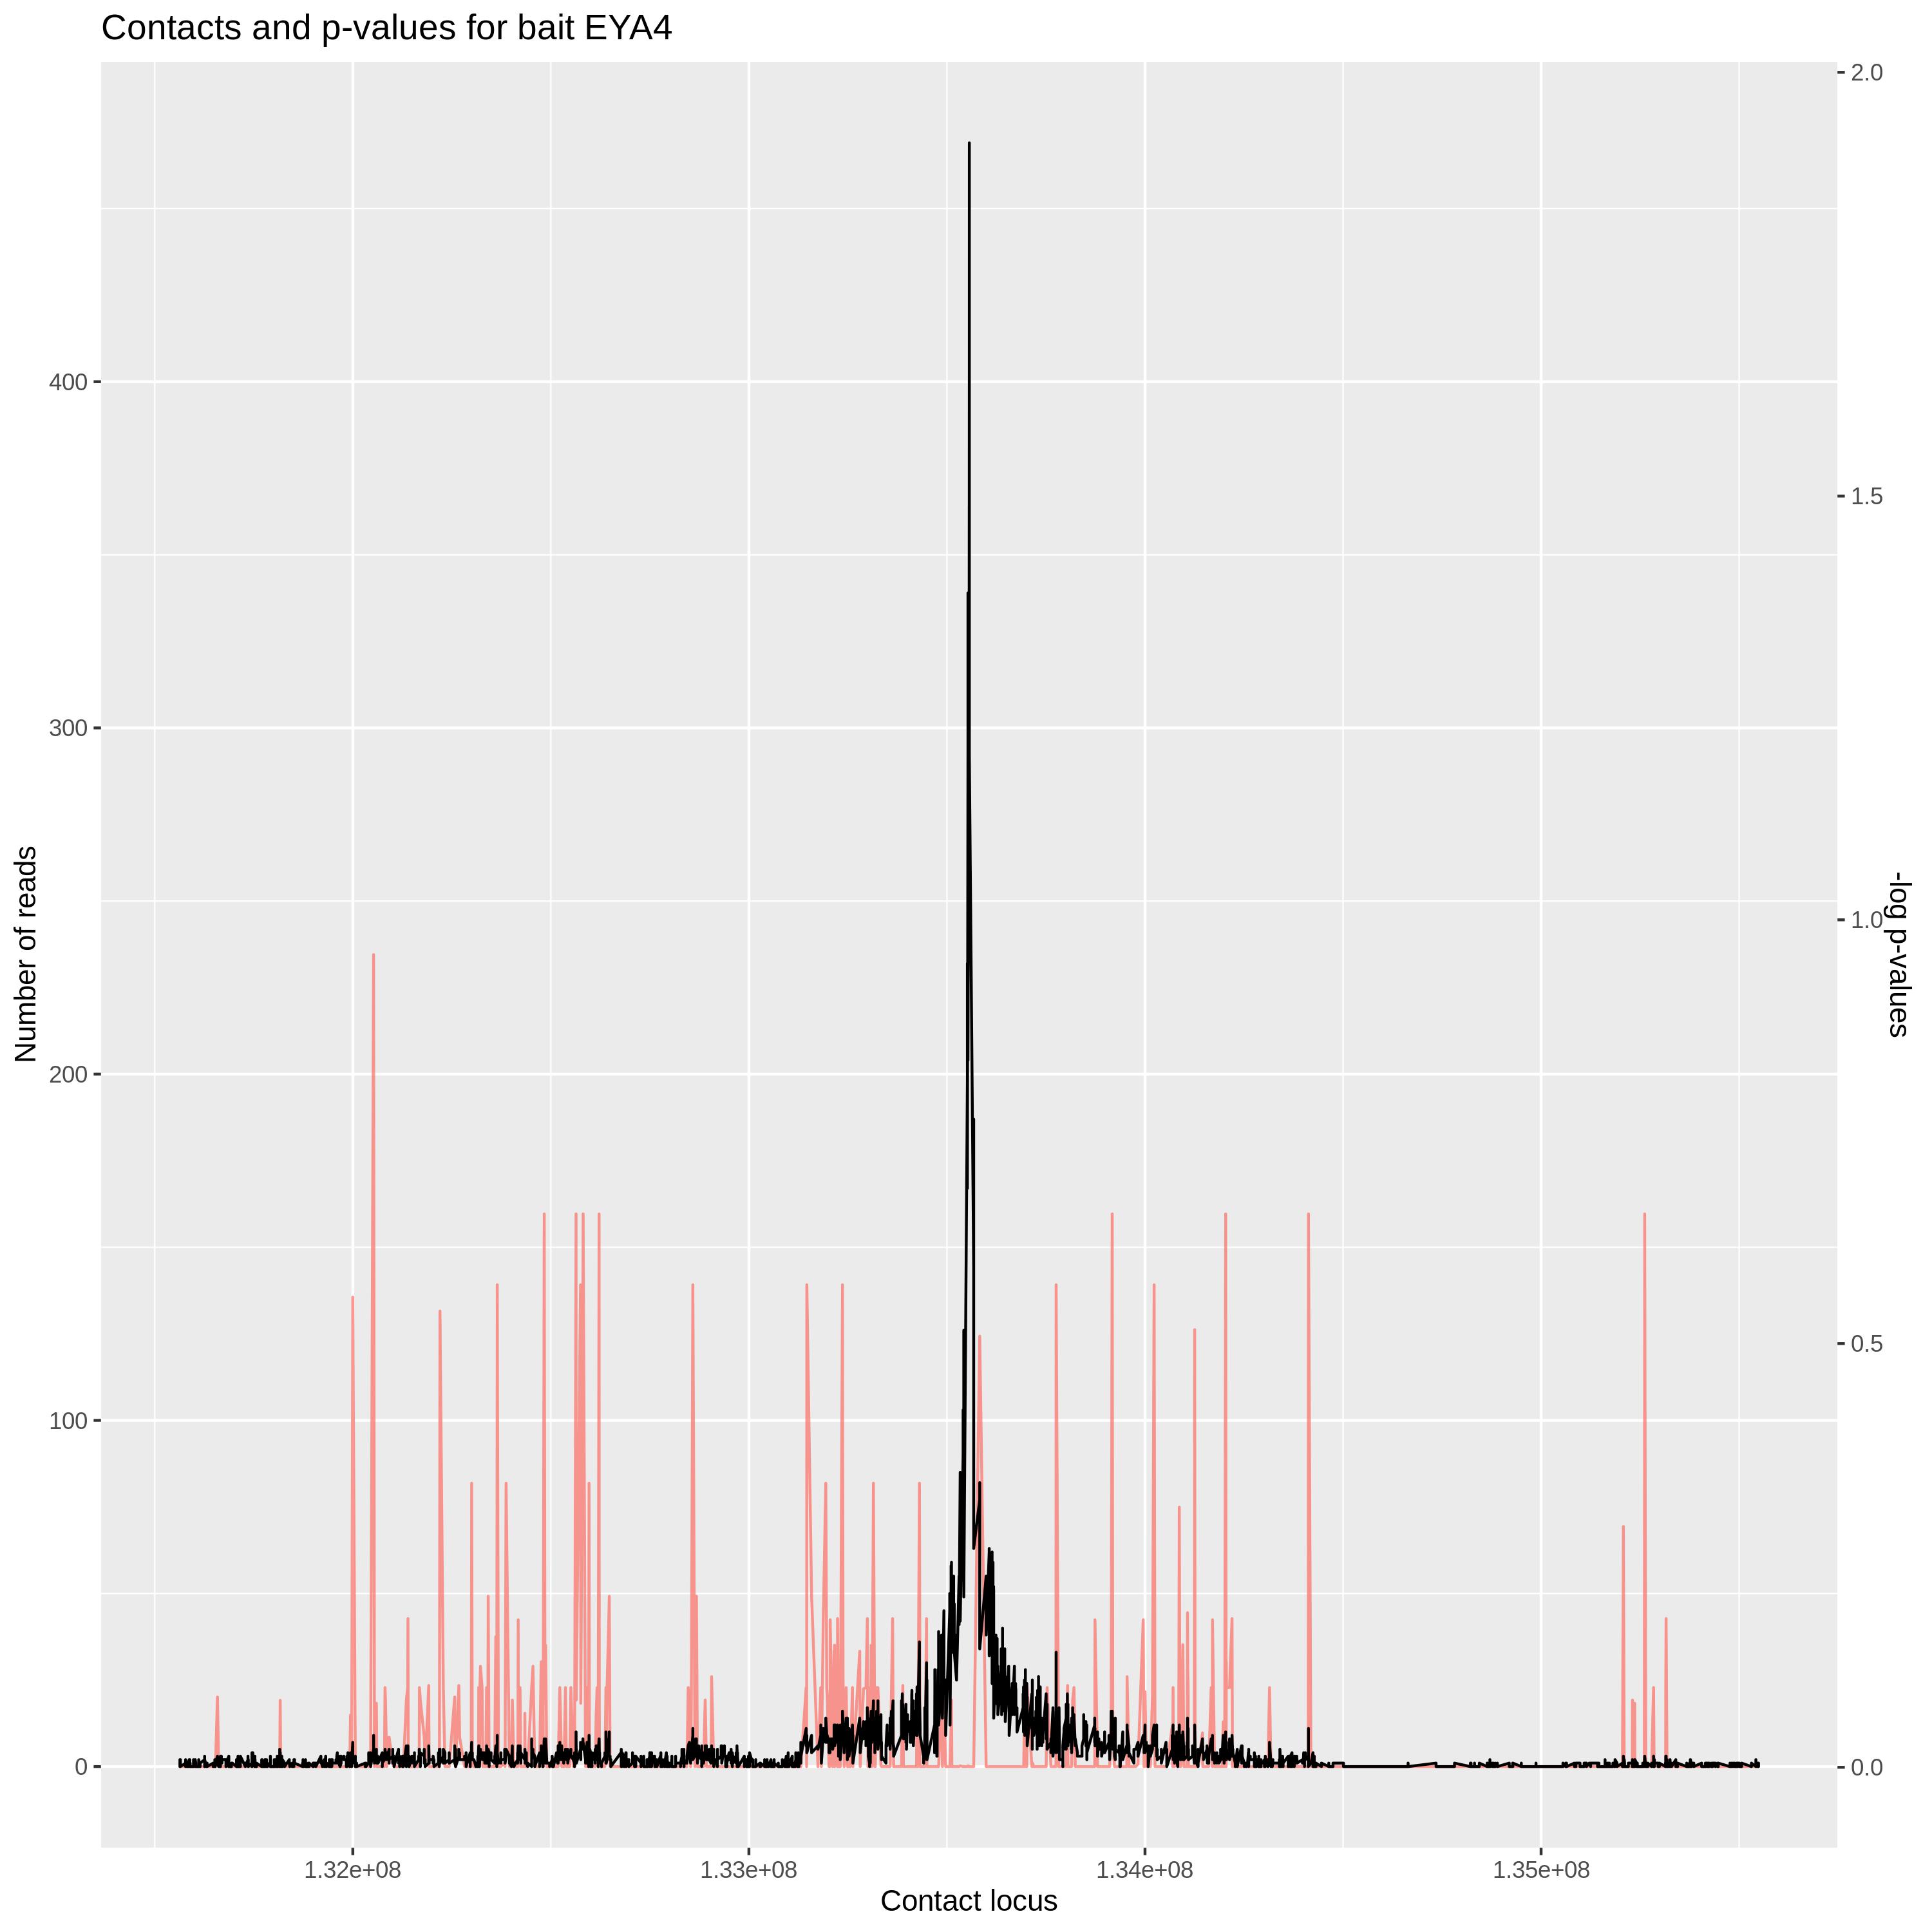 Contacts and p-values for bait EYA4
Number of reads
400
300
200
100
0
2.0
1.5
1.0
0.5
0.0
-log p-values
1.32e+08
1.33e+08
1.34e+08
1.35e+08
Contact locus